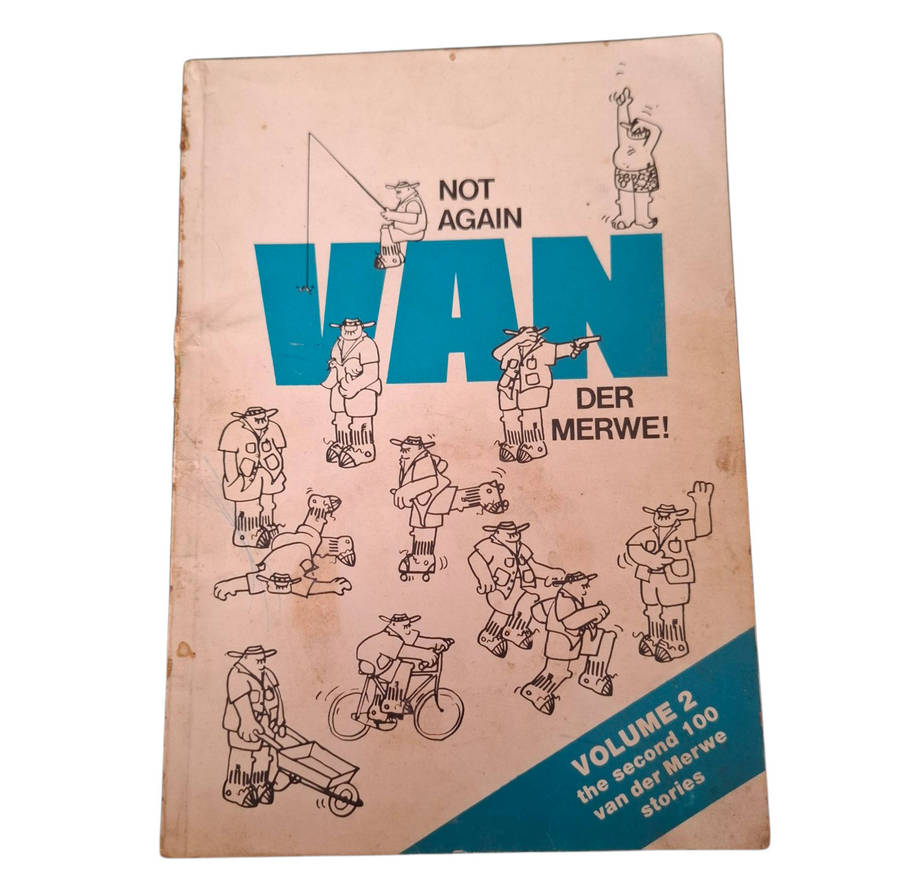 NOT
AGAIN
VAN
DER
MERWE!
VOLUME 2
the second 100
van der Merwe
stories